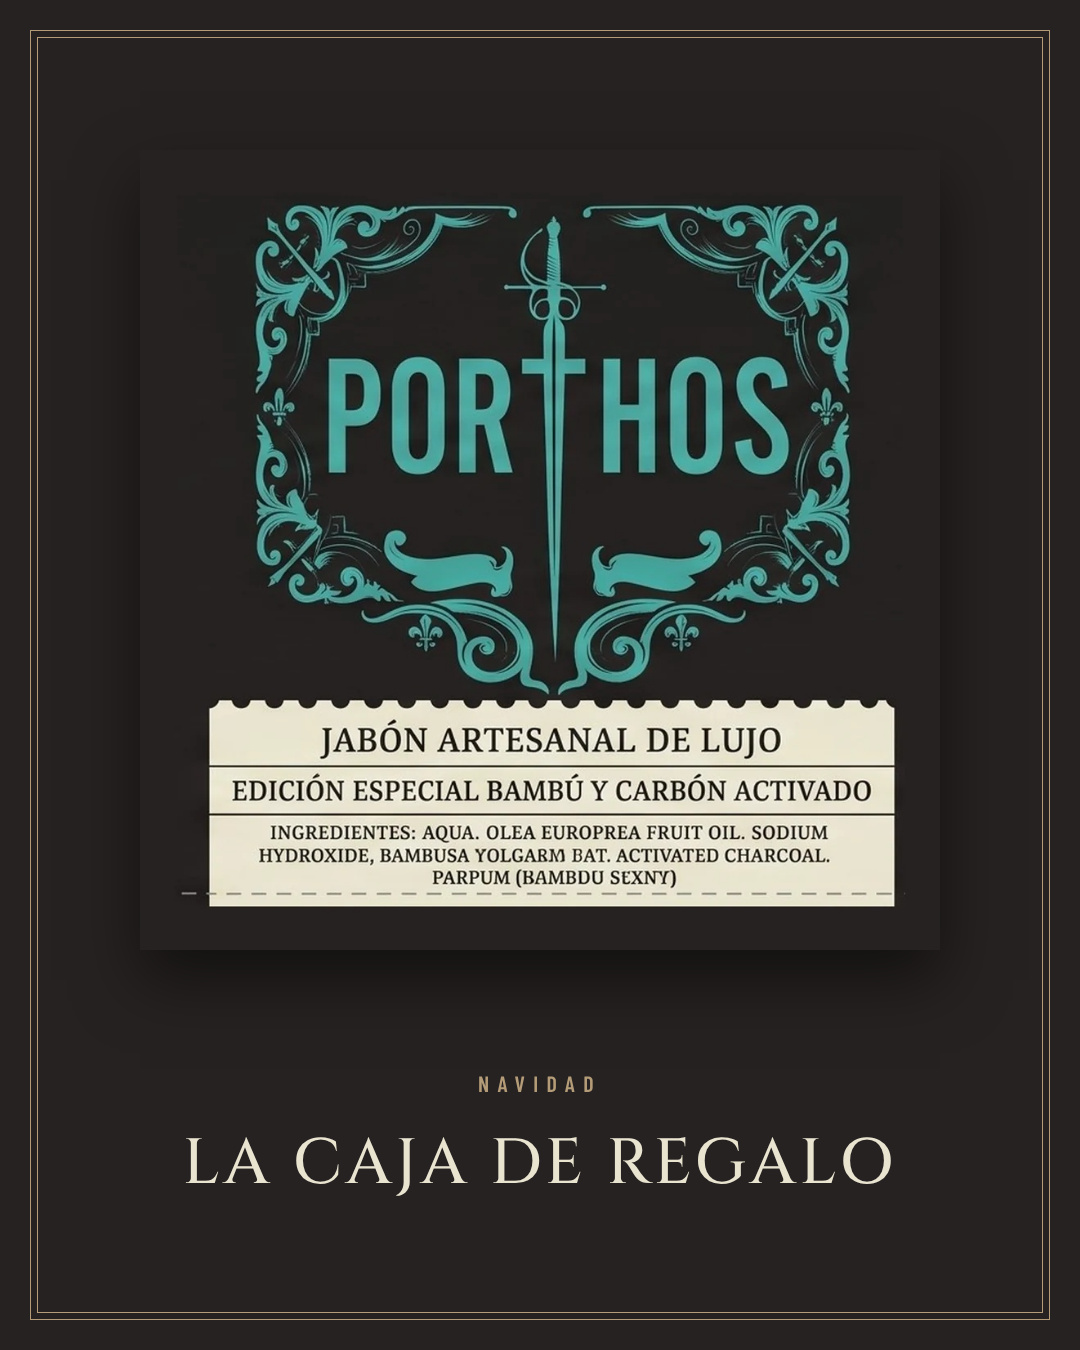 PORTHOS
JABÓN ARTESANAL DE LUJO
EDICIÓN ESPECIAL BAMBÚ Y CARBÓN ACTIVADO
INGREDIENTES: AQUA. OLEA EUROPREA FRUIT OIL. SODIUM
HYDROXIDE, BAMBUSA YOLGARM BAT. ACTIVATED CHARCOAL.
PARPUM (BAMBDU SEXNY)
NAVIDAD
LA CAJA DE REGALO